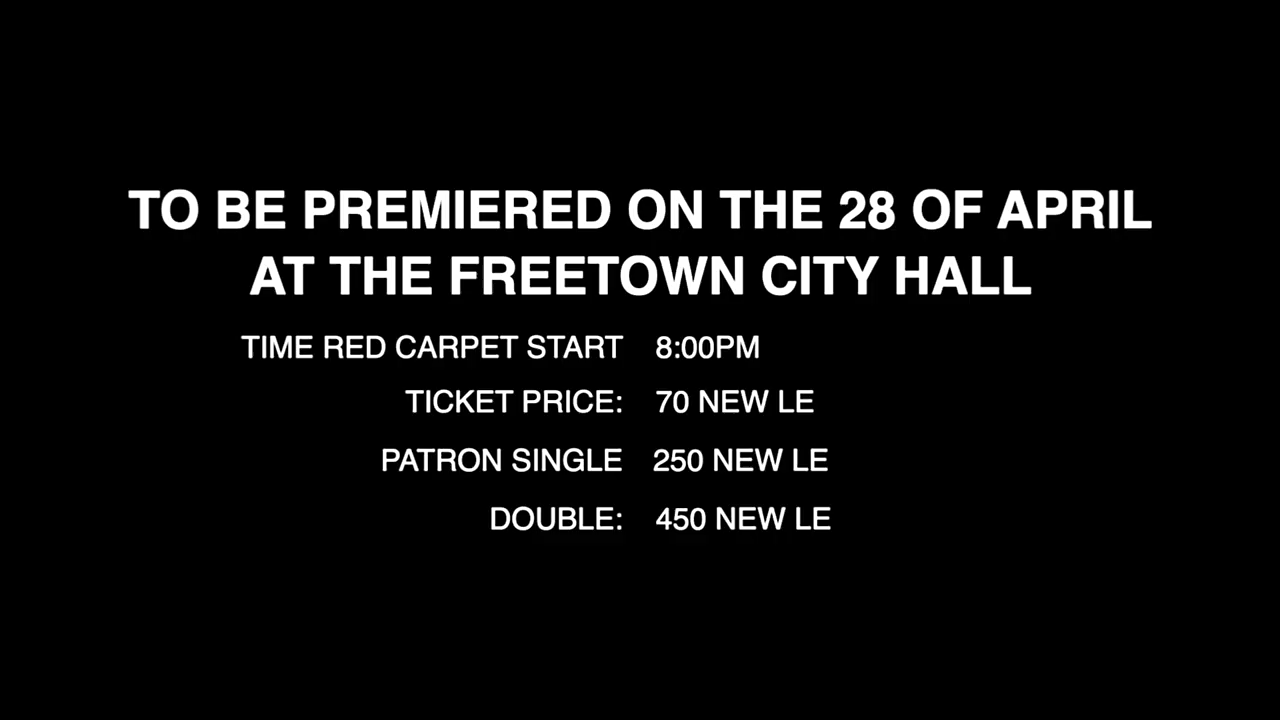 TO BE PREMIERED ON THE 28 OF APRIL
AT THE FREETOWN CITY HALL
TIME RED CARPET START 8:00PM
TICKET PRICE: 70 NEW LE
PATRON SINGLE 250 NEW LE
DOUBLE: 450 NEW LE